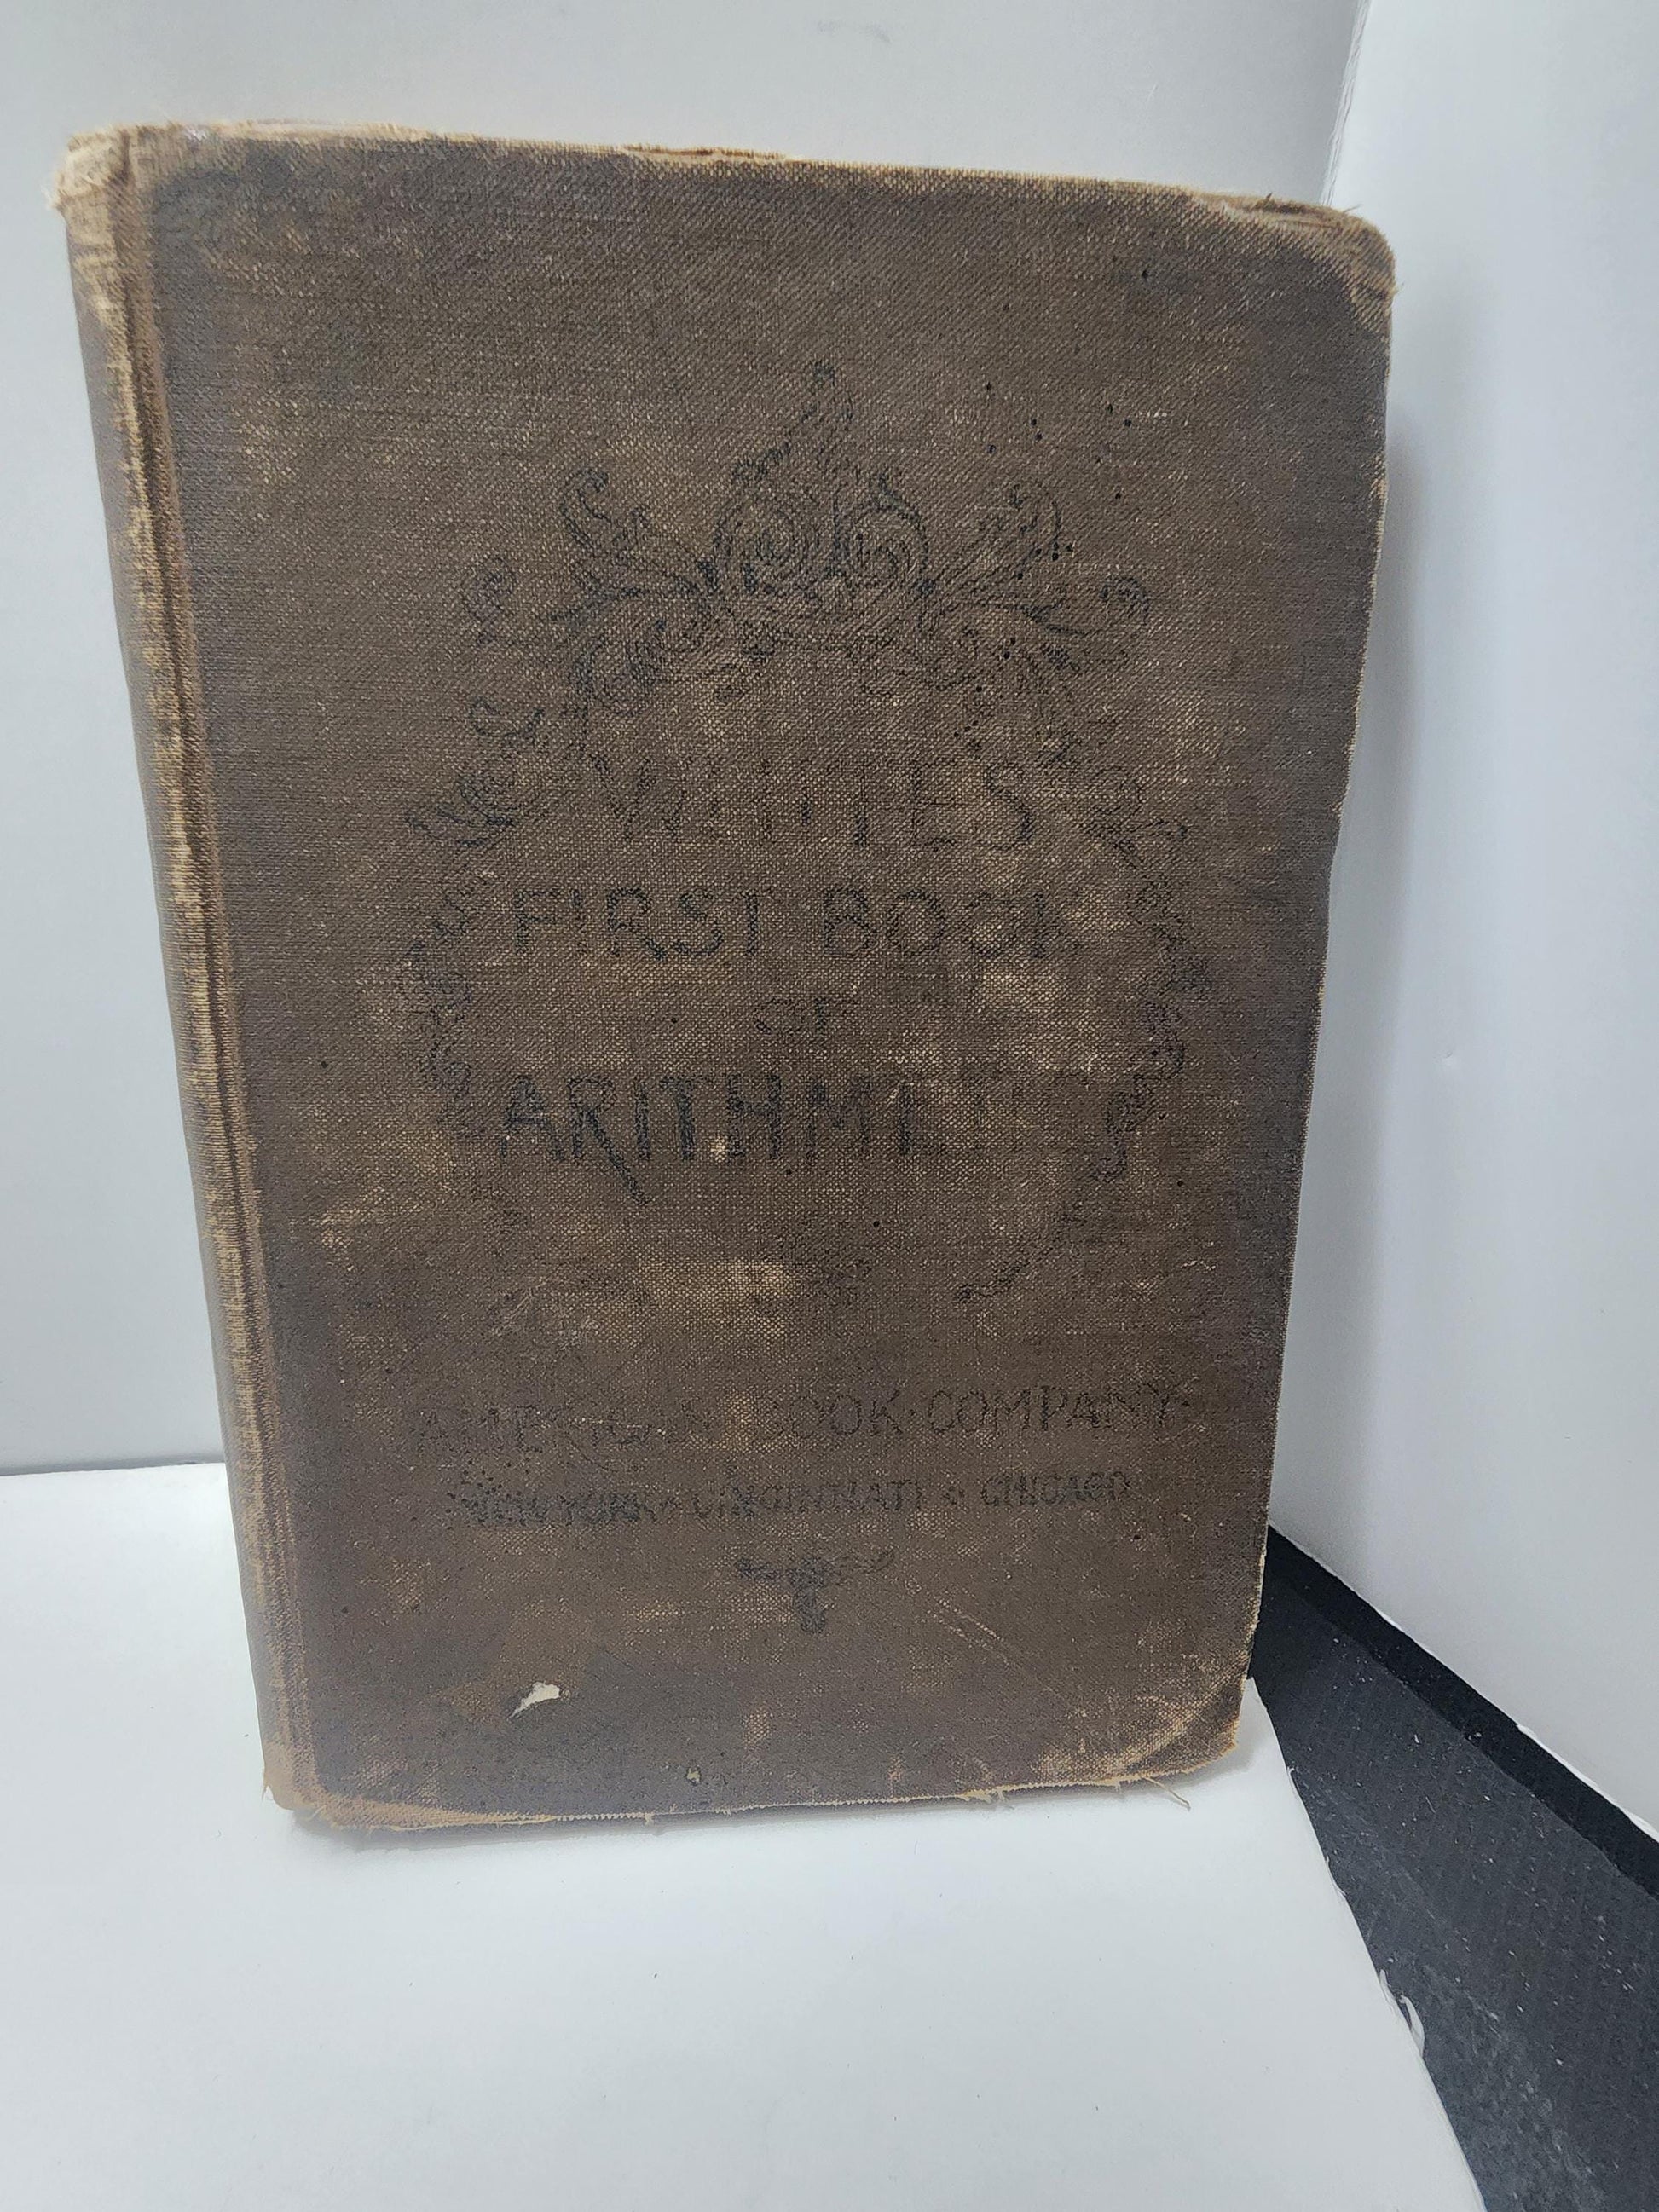 WHITE'S
FIRST BOOK
OF
ARITHMETIC
AMERICAN·BOOK·COMPANY
NEW YORK · CINCINNATI · CHICAGO